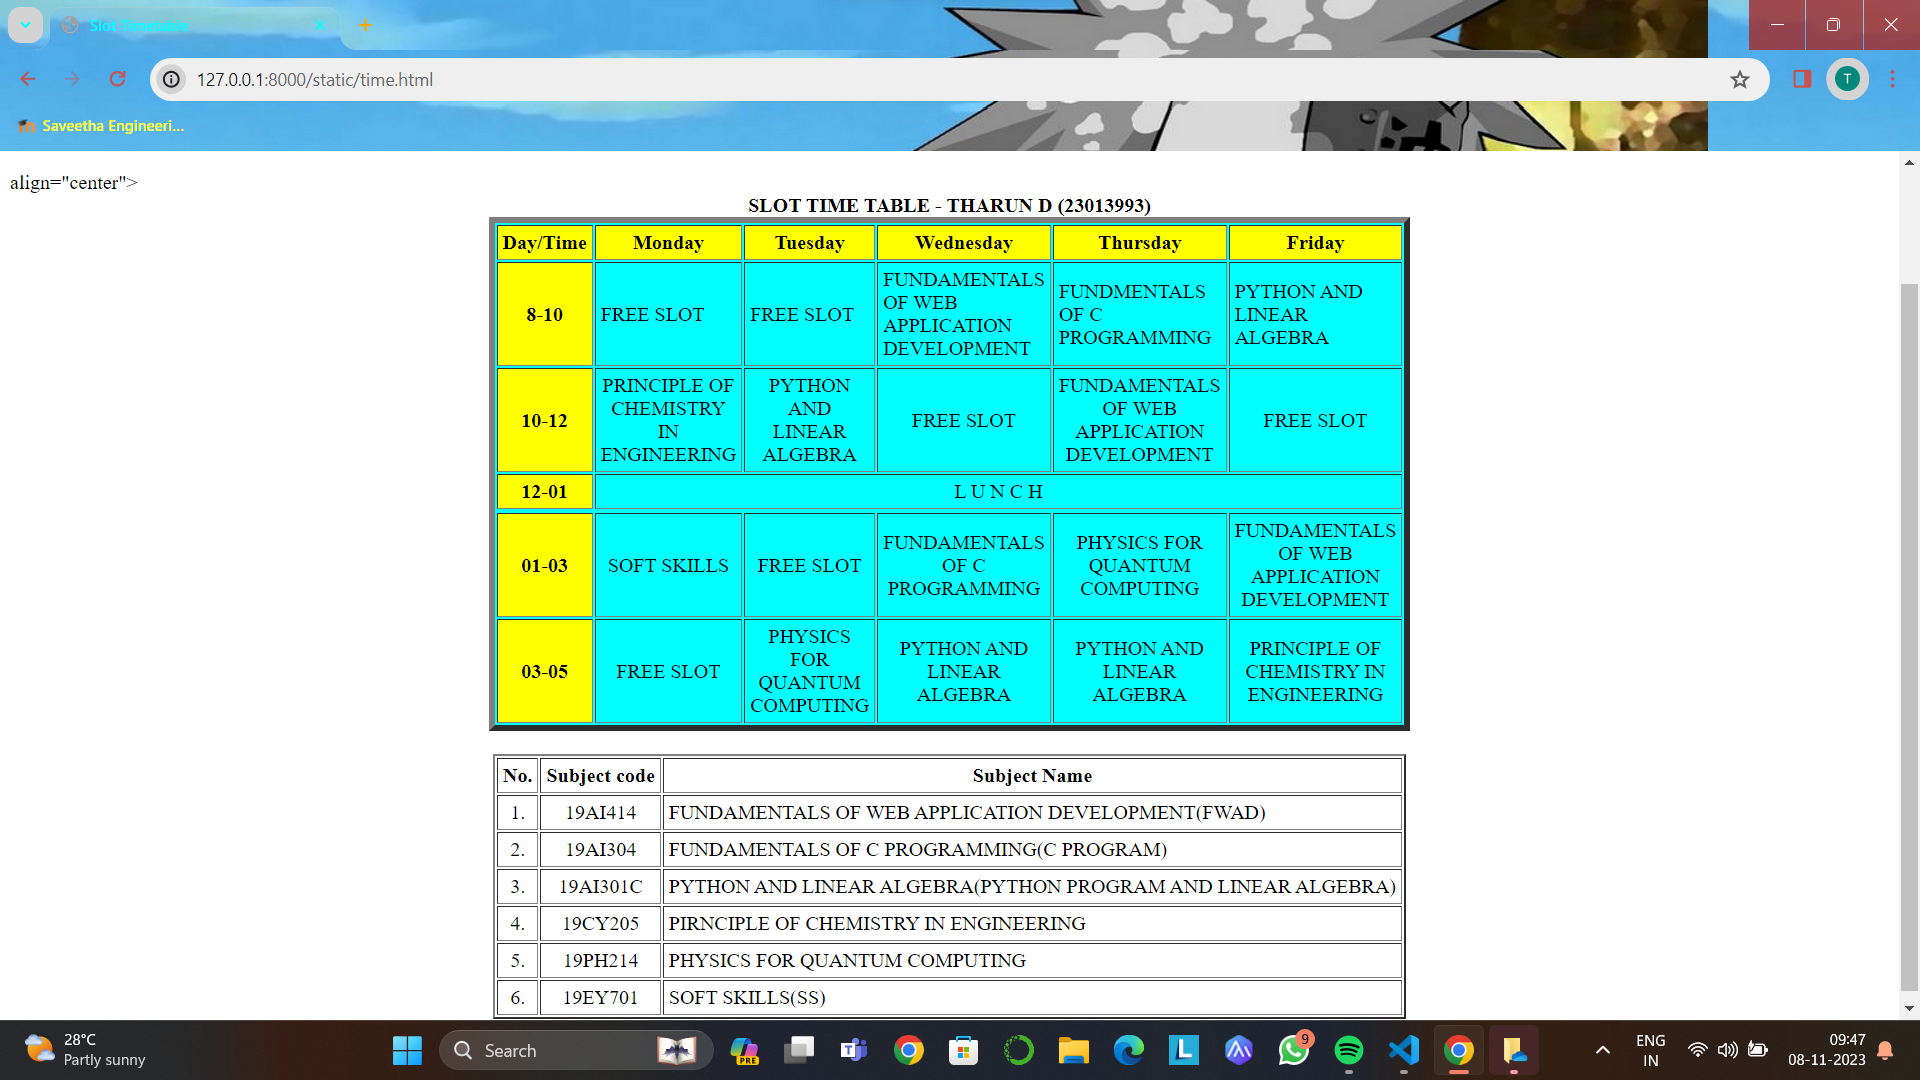 Slot Timetable
127.0.0.1:8000/static/time.html
T
Saveetha Engineeri...
align="center">
SLOT TIME TABLE - THARUN D (23013993)
Day/Time Monday Tuesday Wednesday Thursday Friday
8-10 FREE SLOT FREE SLOT FUNDAMENTALS OF WEB APPLICATION DEVELOPMENT FUNDMENTALS OF C PROGRAMMING PYTHON AND LINEAR ALGEBRA
10-12 PRINCIPLE OF CHEMISTRY IN ENGINEERING PYTHON AND LINEAR ALGEBRA FREE SLOT FUNDAMENTALS OF WEB APPLICATION DEVELOPMENT FREE SLOT
12-01 L U N C H
01-03 SOFT SKILLS FREE SLOT FUNDAMENTALS OF C PROGRAMMING PHYSICS FOR QUANTUM COMPUTING FUNDAMENTALS OF WEB APPLICATION DEVELOPMENT
03-05 FREE SLOT PHYSICS FOR QUANTUM COMPUTING PYTHON AND LINEAR ALGEBRA PYTHON AND LINEAR ALGEBRA PRINCIPLE OF CHEMISTRY IN ENGINEERING
No. Subject code Subject Name
1. 19AI414 FUNDAMENTALS OF WEB APPLICATION DEVELOPMENT(FWAD)
2. 19AI304 FUNDAMENTALS OF C PROGRAMMING(C PROGRAM)
3. 19AI301C PYTHON AND LINEAR ALGEBRA(PYTHON PROGRAM AND LINEAR ALGEBRA)
4. 19CY205 PIRNCIPLE OF CHEMISTRY IN ENGINEERING
5. 19PH214 PHYSICS FOR QUANTUM COMPUTING
6. 19EY701 SOFT SKILLS(SS)
28°C
Partly sunny
Search
PRE
L
9
ENG
IN
09:47
08-11-2023